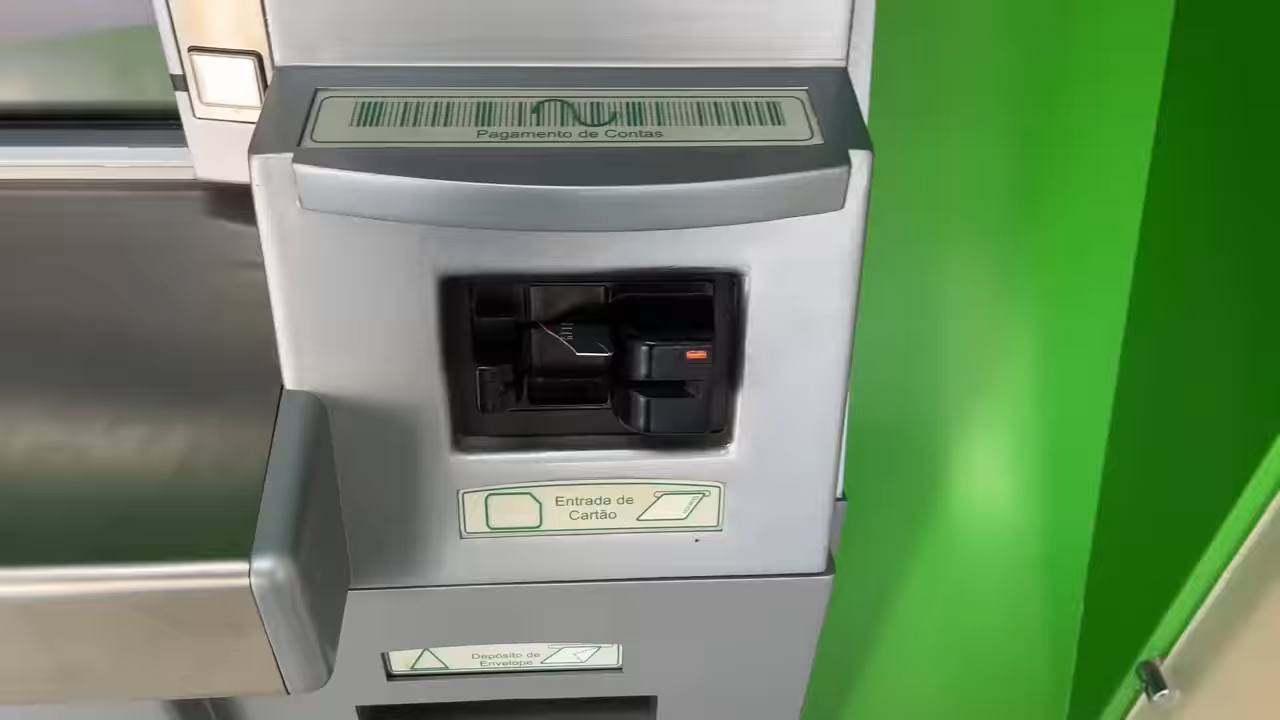 Pagamento de Contas
Entrada de
Cartão
Depósito de
Envelope